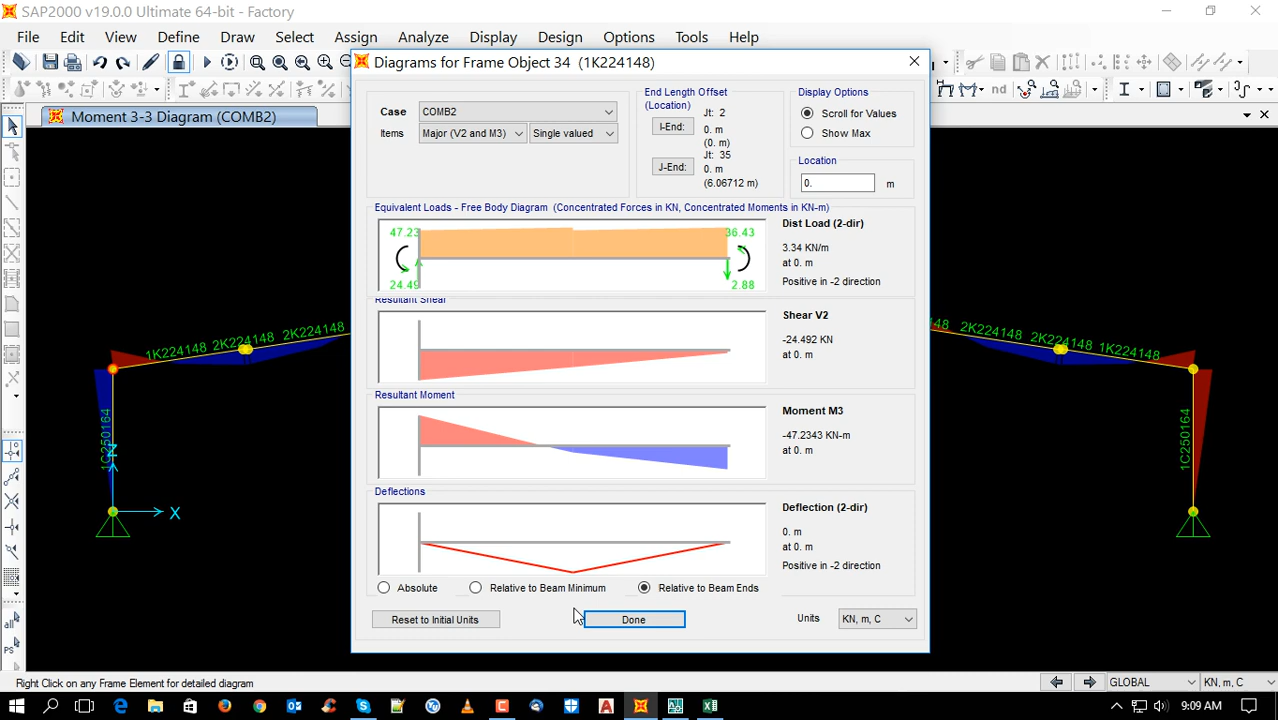 SAP2000 v19.0.0 Ultimate 64-bit - Factory
File Edit View Define Draw Select Assign Analyze Display Design Options Tools Help
Diagrams for Frame Object 34 (1K224148)
nd
Moment 3-3 Diagram (COMB2)
Case COMB2
Items Major (V2 and M3) Single valued
End Length Offset
(Location)
I-End:
Jt: 2
0. m
(0. m)
J-End:
Jt: 35
0. m
(6.06712 m)
Display Options
Scroll for Values
Show Max
Location
0. m
Equivalent Loads - Free Body Diagram (Concentrated Forces in KN, Concentrated Moments in KN-m)
47.23
36.43
24.49
2.88
Dist Load (2-dir)
3.34 KN/m
at 0. m
Positive in -2 direction
Resultant Shear
Shear V2
-24.492 KN
at 0. m
Resultant Moment
Moment M3
-47.2343 KN-m
at 0. m
Deflections
Deflection (2-dir)
0. m
at 0. m
Positive in -2 direction
Absolute Relative to Beam Minimum Relative to Beam Ends
Reset to Initial Units Done Units KN, m, C
1K224148 2K224148 2K224148
48 2K224148 1K224148
1C250164
1C250164
Z
X
all
PS
Right Click on any Frame Element for detailed diagram
GLOBAL KN, m, C
9:09 AM